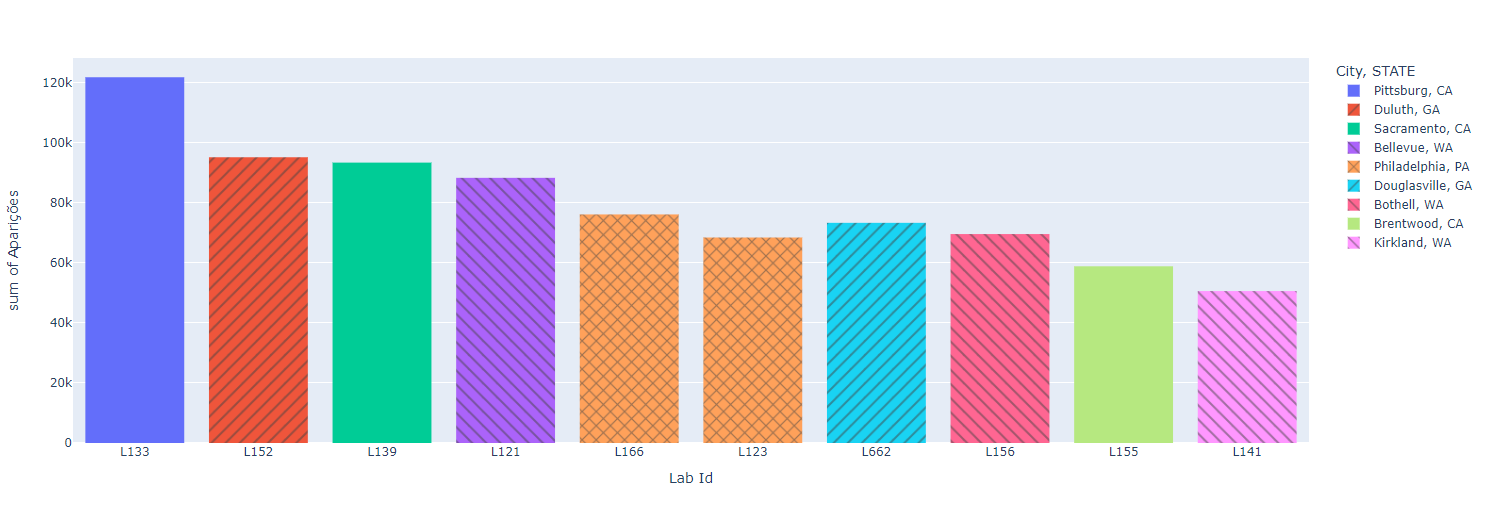 120k
100k
80k
60k
40k
20k
0
sum of Aparições
L133
L152
L139
L121
L166
L123
L662
L156
L155
L141
Lab Id
City, STATE
Pittsburg, CA
Duluth, GA
Sacramento, CA
Bellevue, WA
Philadelphia, PA
Douglasville, GA
Bothell, WA
Brentwood, CA
Kirkland, WA